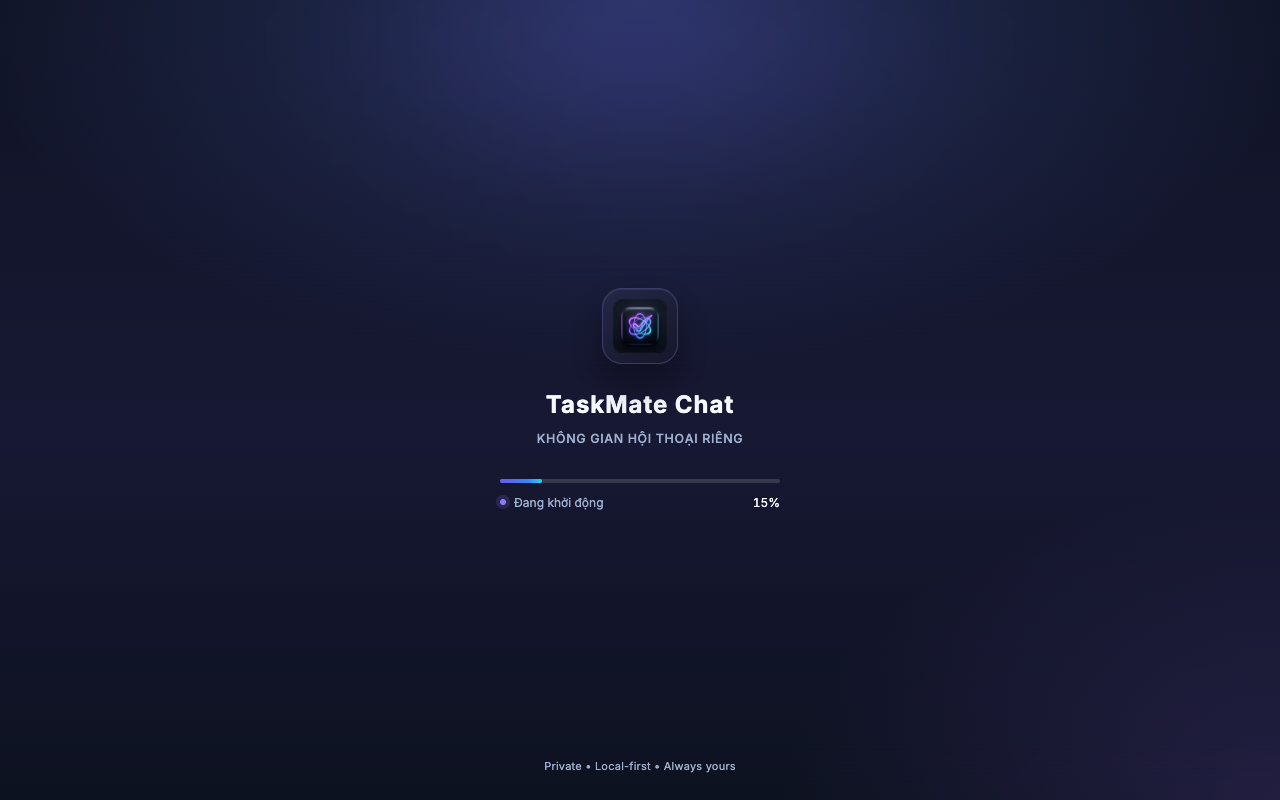 TaskMate Chat
KHÔNG GIAN HỘI THOẠI RIÊNG
Đang khởi động 15%
Private • Local-first • Always yours